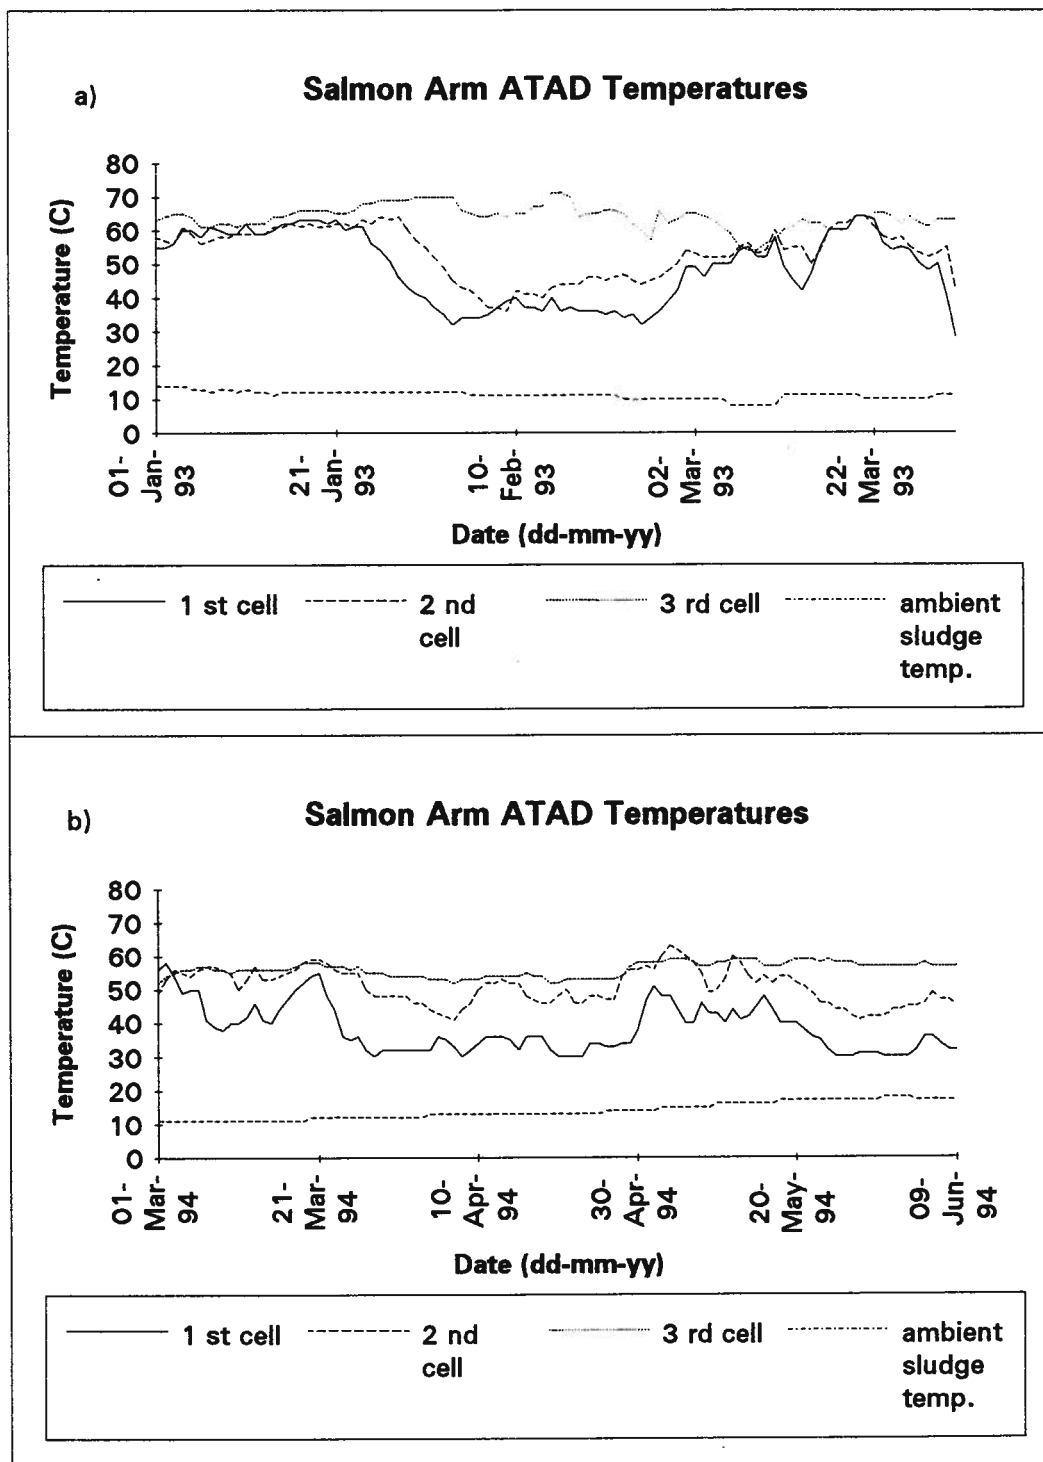 a)
Salmon Arm ATAD Temperatures
Temperature (C)
80
70
60
50
40
30
20
10
0
01-
Jan-
93
21-
Jan-
93
10-
Feb-
93
02-
Mar-
93
22-
Mar-
93
Date (dd-mm-yy)
1 st cell
2 nd
cell
3 rd cell
ambient
sludge
temp.
b)
Salmon Arm ATAD Temperatures
Temperature (C)
80
70
60
50
40
30
20
10
0
01-
Mar-
94
21-
Mar-
94
10-
Apr-
94
30-
Apr-
94
20-
May-
94
09-
Jun-
94
Date (dd-mm-yy)
1 st cell
2 nd
cell
3 rd cell
ambient
sludge
temp.